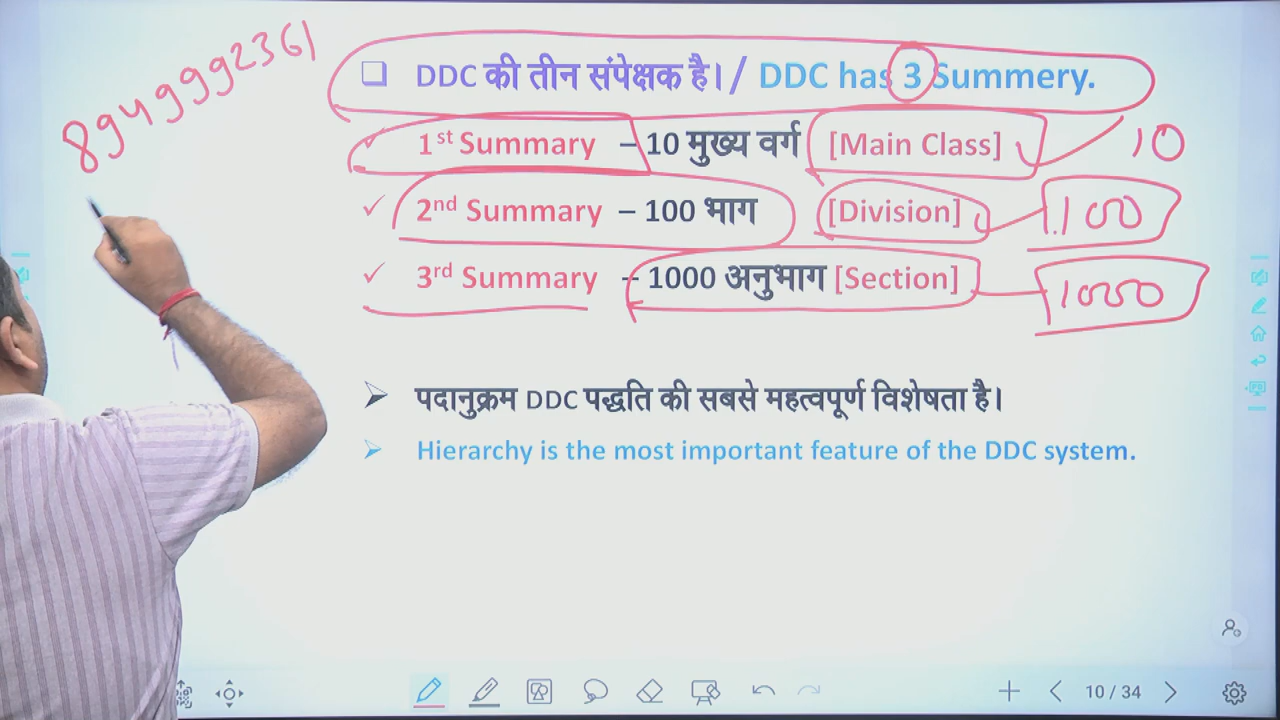 8949992361
DDC की तीन संपेक्षक है। / DDC has 3 Summery.
1st Summary – 10 मुख्य वर्ग [Main Class] 10
2nd Summary – 100 भाग [Division] 100
3rd Summary – 1000 अनुभाग [Section] 1000
पदानुक्रम DDC पद्धति की सबसे महत्वपूर्ण विशेषता है।
Hierarchy is the most important feature of the DDC system.
10 / 34